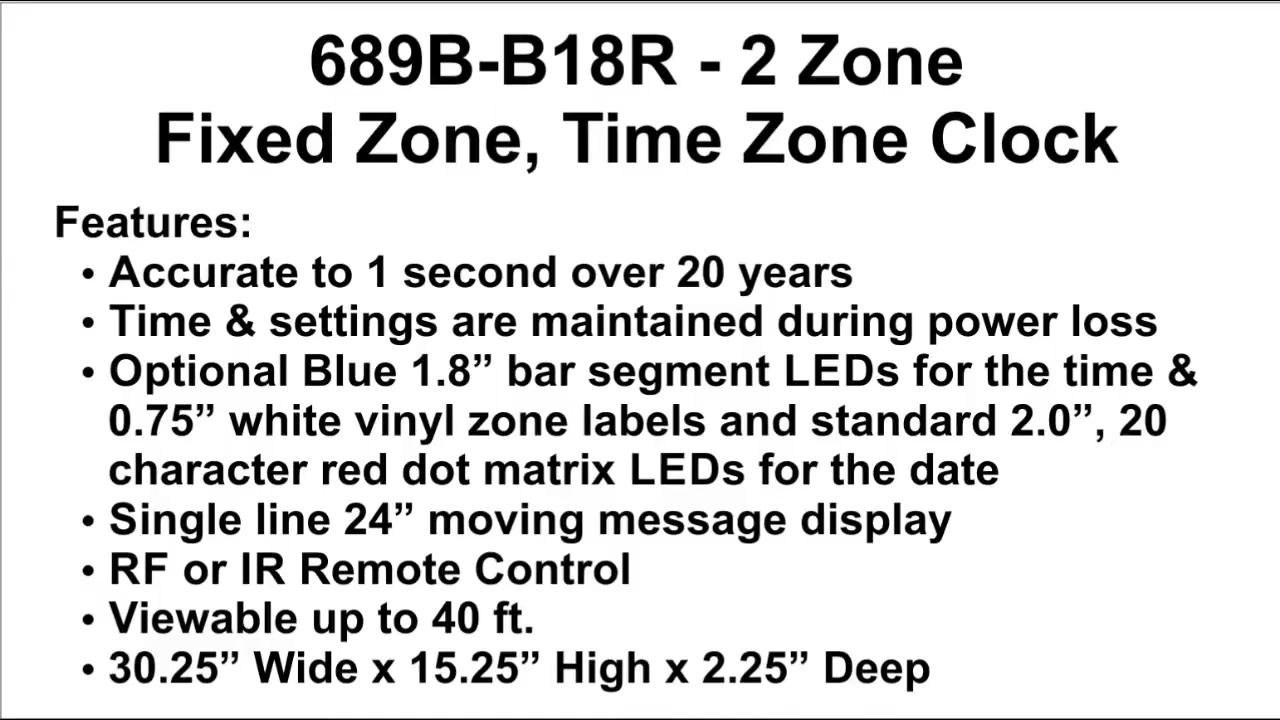 689B-B18R - 2 Zone
Fixed Zone, Time Zone Clock
Features:
• Accurate to 1 second over 20 years
• Time & settings are maintained during power loss
• Optional Blue 1.8” bar segment LEDs for the time &
0.75” white vinyl zone labels and standard 2.0”, 20
character red dot matrix LEDs for the date
• Single line 24” moving message display
• RF or IR Remote Control
• Viewable up to 40 ft.
• 30.25” Wide x 15.25” High x 2.25” Deep